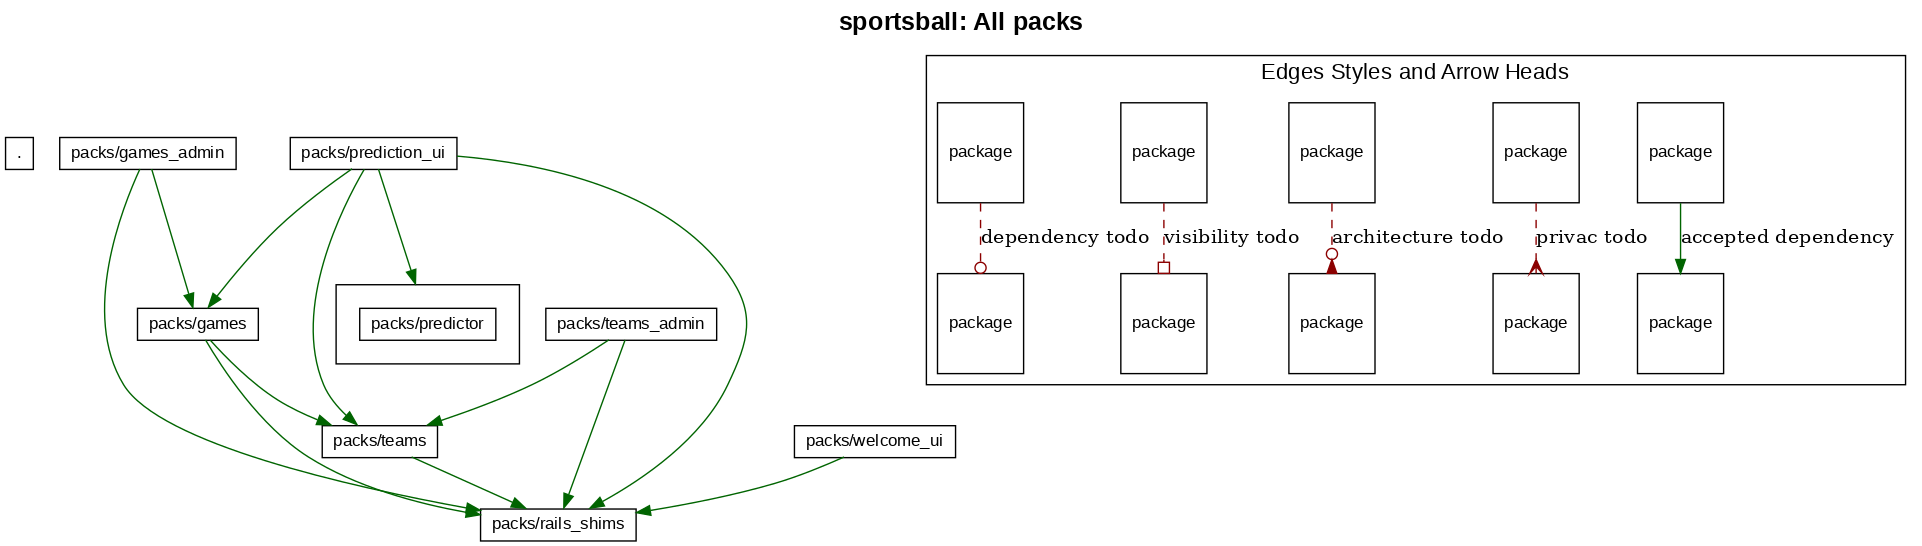 sportsball: All packs
Edges Styles and Arrow Heads
package
package
package
package
package
.
packs/games_admin
packs/prediction_ui
dependency todo
visibility todo
architecture todo
privac todo
accepted dependency
packs/games
packs/predictor
packs/teams_admin
package
package
package
package
package
packs/teams
packs/welcome_ui
packs/rails_shims